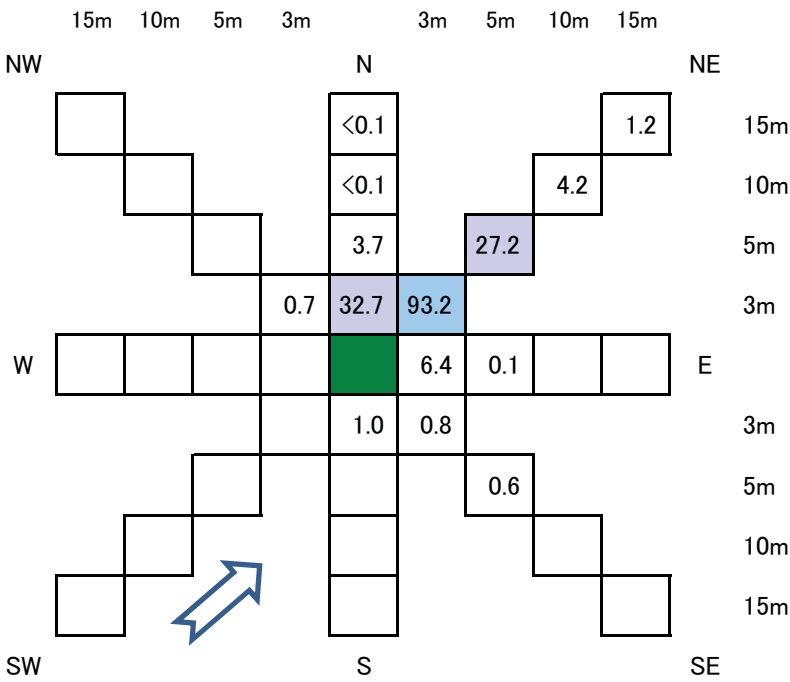 15m 10m 5m 3m 3m 5m 10m 15m
NW N NE
<0.1 1.2 15m
<0.1 4.2 10m
3.7 27.2 5m
0.7 32.7 93.2 3m
W 6.4 0.1 E
1.0 0.8 3m
0.6 5m
10m
15m
SW S SE